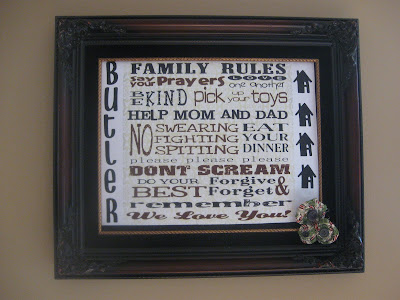 Butler
FAMILY RULES
say your Prayers love one another
BE KIND pick up your toys
HELP MOM AND DAD
NO SWEARING EAT
FIGHTING YOUR
SPITTING DINNER
please please please
DONT SCREAM
DO YOUR BEST Forgive & Forget
remember
We Love You!